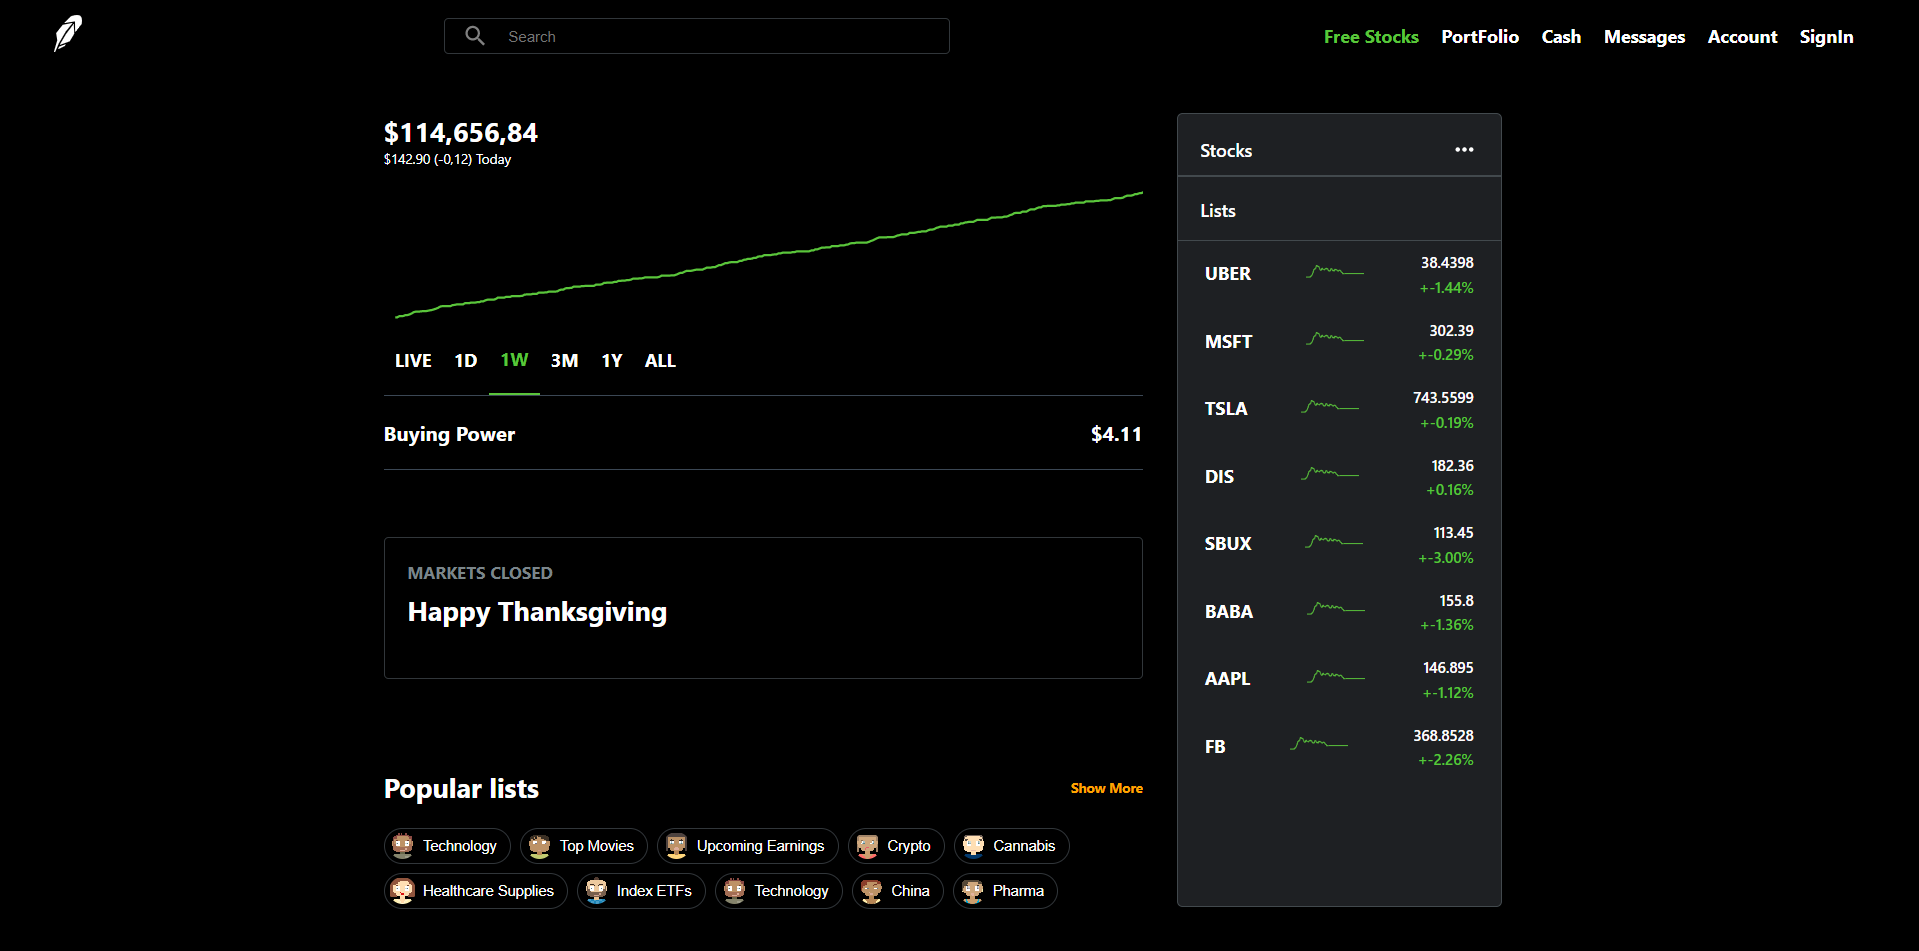 Search
Free Stocks PortFolio Cash Messages Account SignIn
$114,656,84
$142.90 (-0,12) Today
LIVE 1D 1W 3M 1Y ALL
Buying Power $4.11
MARKETS CLOSED
Happy Thanksgiving
Popular lists Show More
Technology Top Movies Upcoming Earnings Crypto Cannabis
Healthcare Supplies Index ETFs Technology China Pharma
Stocks
Lists
UBER 38.4398
+-1.44%
MSFT 302.39
+-0.29%
TSLA 743.5599
+-0.19%
DIS 182.36
+0.16%
SBUX 113.45
+-3.00%
BABA 155.8
+-1.36%
AAPL 146.895
+-1.12%
FB 368.8528
+-2.26%